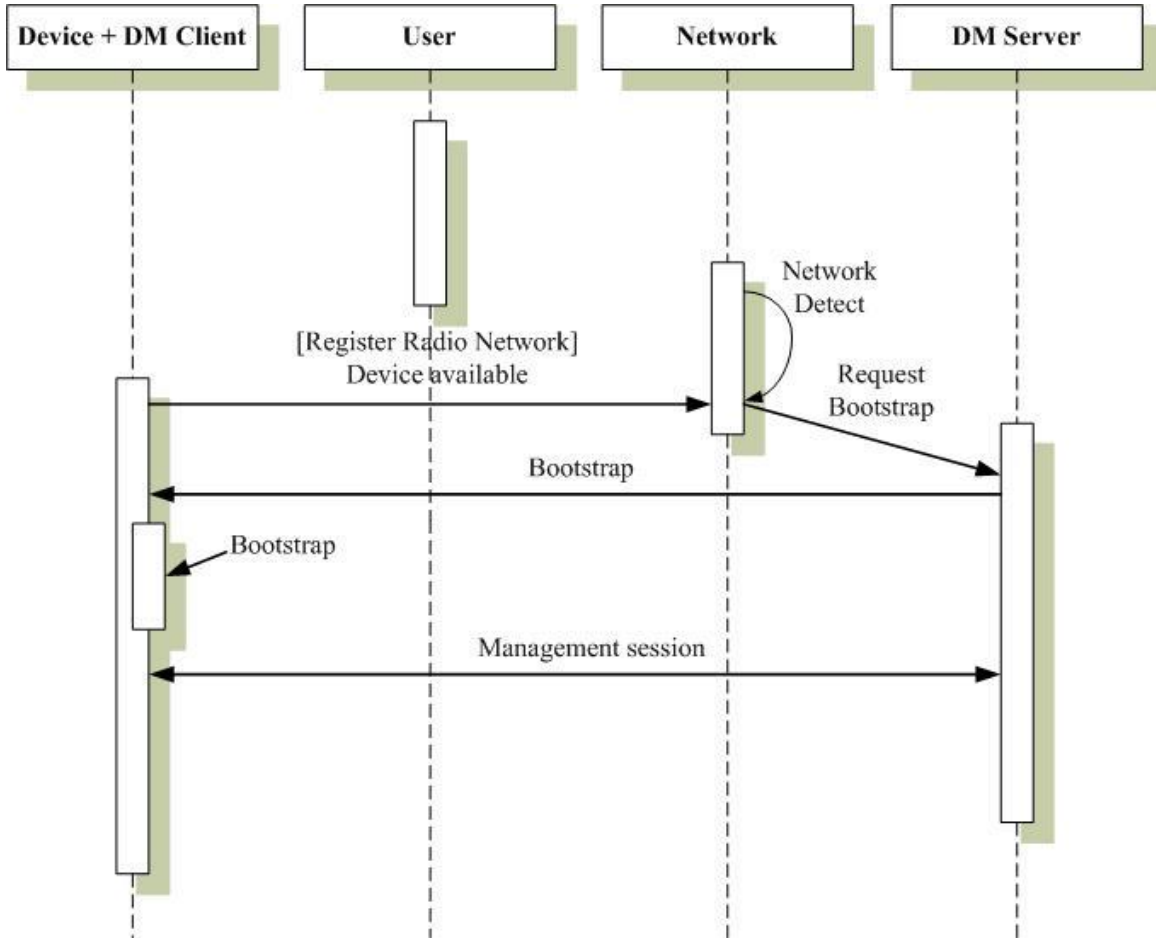 Device + DM Client
User
Network
DM Server
Network
Detect
[Register Radio Network]
Device available
Request
Bootstrap
Bootstrap
Bootstrap
Management session